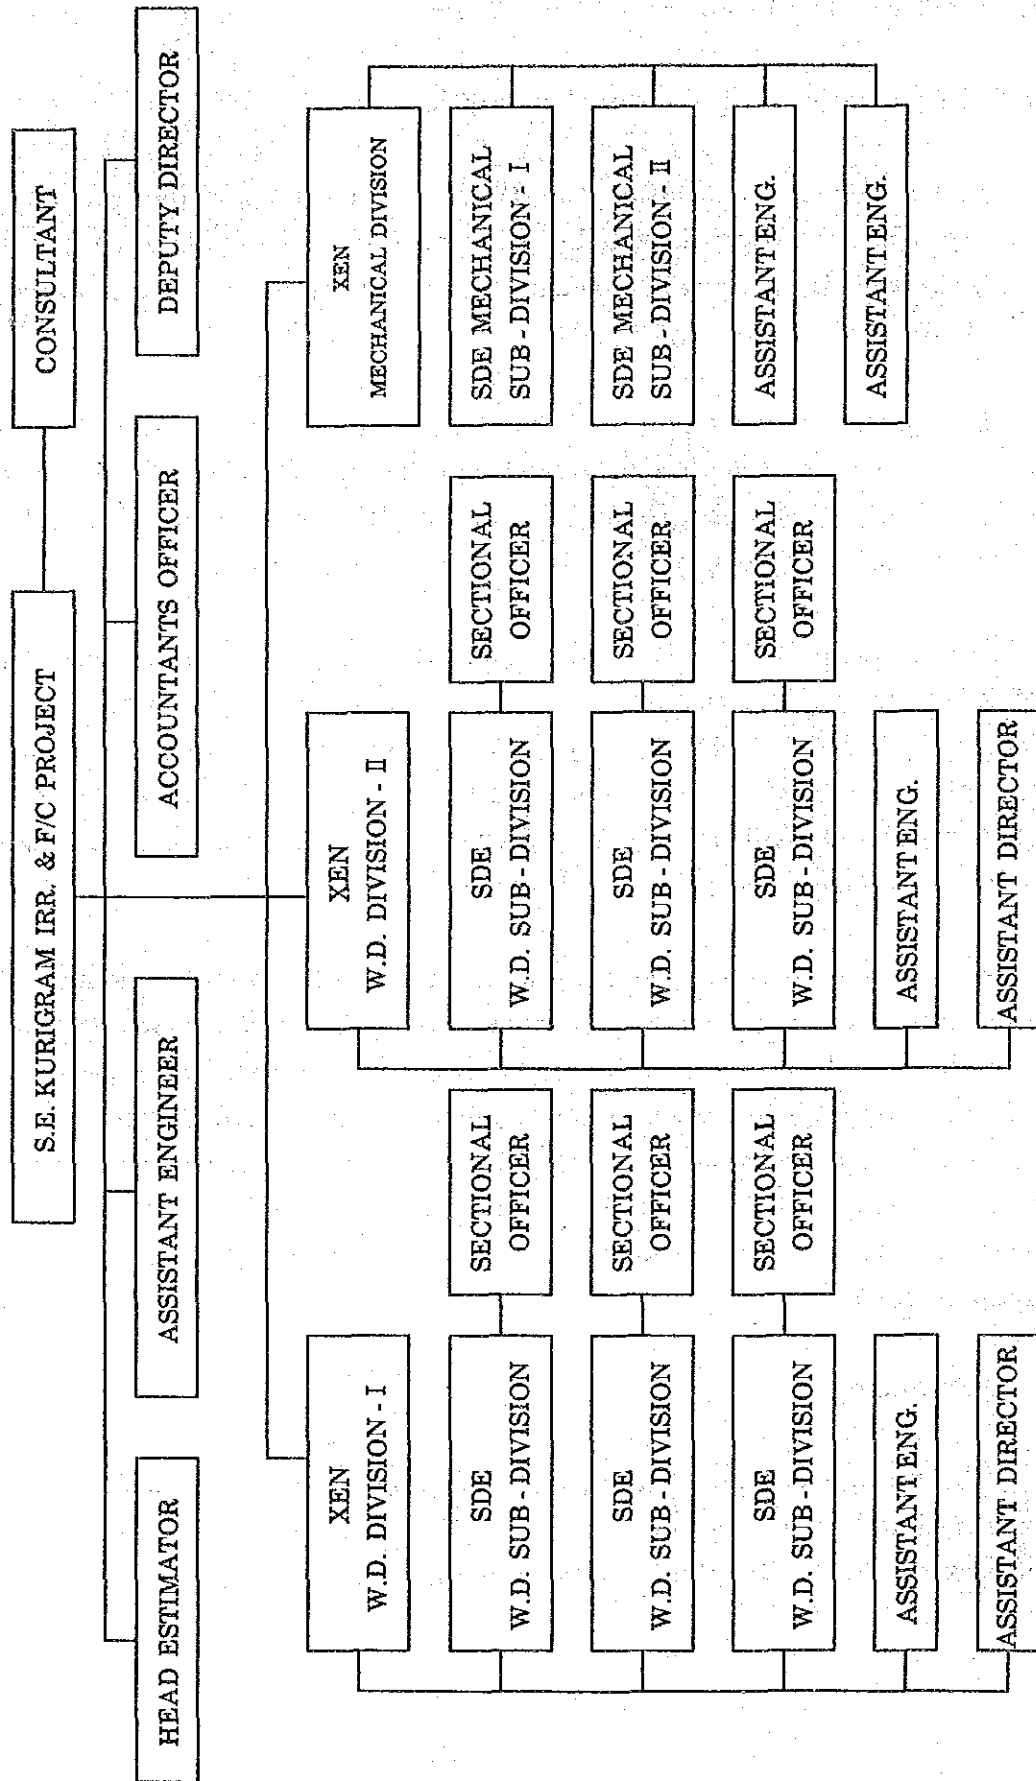 S.E. KURIGRAM IRR. & F/C PROJECT
CONSULTANT
HEAD ESTIMATOR
ASSISTANT ENGINEER
ACCOUNTANTS OFFICER
DEPUTY DIRECTOR
XEN
W.D. DIVISION - I
XEN
W.D. DIVISION - II
XEN
MECHANICAL DIVISION
SDE
W.D. SUB - DIVISION
SECTIONAL
OFFICER
SDE
W.D. SUB - DIVISION
SECTIONAL
OFFICER
SDE MECHANICAL
SUB - DIVISION - I
SDE
W.D. SUB - DIVISION
SECTIONAL
OFFICER
SDE
W.D. SUB - DIVISION
SECTIONAL
OFFICER
SDE MECHANICAL
SUB - DIVISION - II
SDE
W.D. SUB - DIVISION
SECTIONAL
OFFICER
SDE
W.D. SUB - DIVISION
SECTIONAL
OFFICER
ASSISTANT ENG.
ASSISTANT ENG.
ASSISTANT ENG.
ASSISTANT ENG.
ASSISTANT DIRECTOR
ASSISTANT DIRECTOR